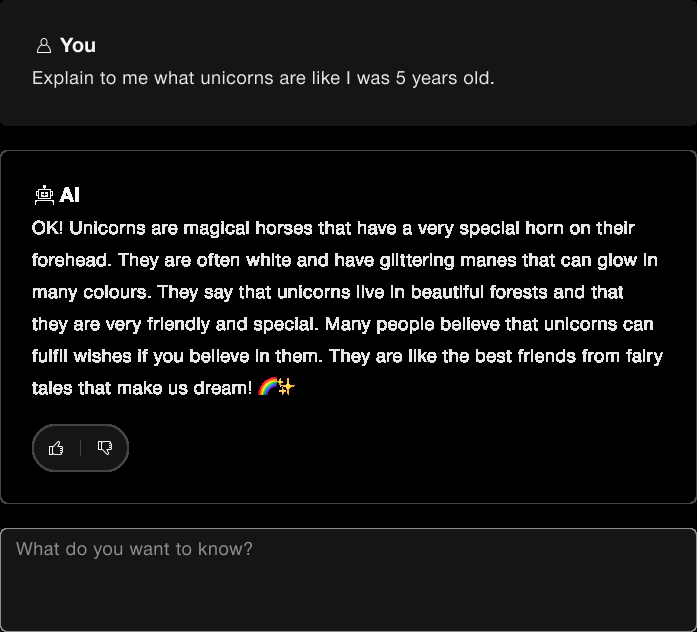 You
Explain to me what unicorns are like I was 5 years old.
AI
OK! Unicorns are magical horses that have a very special horn on their
forehead. They are often white and have glittering manes that can glow in
many colours. They say that unicorns live in beautiful forests and that
they are very friendly and special. Many people believe that unicorns can
fulfil wishes if you believe in them. They are like the best friends from fairy
tales that make us dream! 🌈✨
What do you want to know?